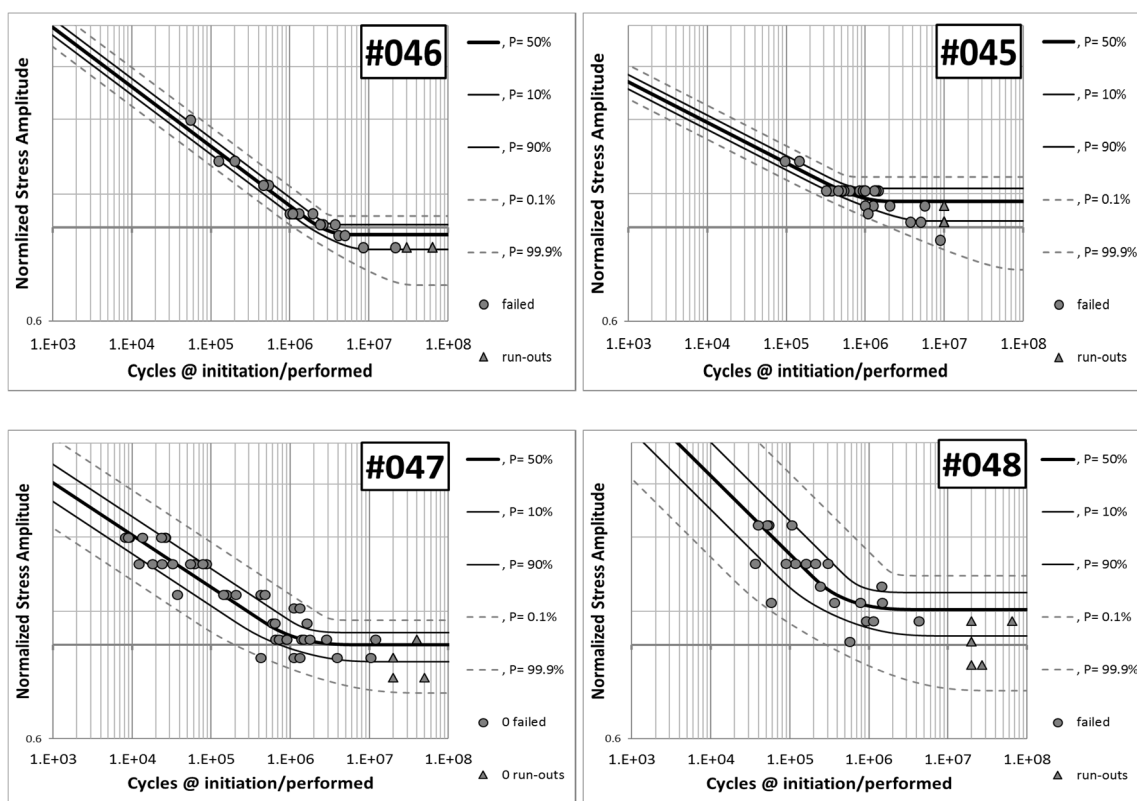 #046
Normlized Stress Amplitude
, P= 50%
, P= 10%
, P= 90%
, P= 0.1%
, P= 99.9%
failed
run-outs
0.6
1.E+03 1.E+04 1.E+05 1.E+06 1.E+07 1.E+08
Cycles @ inititation/performed
#045
Normalized Stress Amplitude
, P= 50%
, P= 10%
, P= 90%
, P= 0.1%
, P= 99.9%
failed
run-outs
0.6
1.E+03 1.E+04 1.E+05 1.E+06 1.E+07 1.E+08
Cycles @ intitiation/performed
#047
Normlized Stress Amplitude
, P= 50%
, P= 10%
, P= 90%
, P= 0.1%
, P= 99.9%
0 failed
0 run-outs
0.6
1.E+03 1.E+04 1.E+05 1.E+06 1.E+07 1.E+08
Cycles @ initiation/performed
#048
Normalized Stress Amplitude
, P= 50%
, P= 10%
, P= 90%
, P= 0.1%
, P= 99.9%
failed
run-outs
0.6
1.E+03 1.E+04 1.E+05 1.E+06 1.E+07 1.E+08
Cycles @ initiation/performed